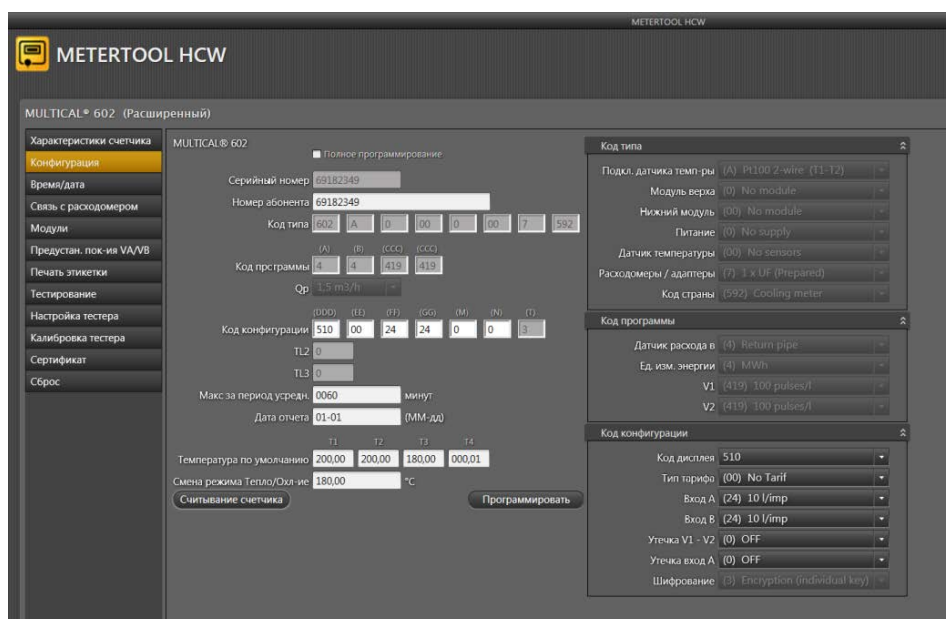 METERTOOL HCW
METERTOOL HCW
MULTICAL® 602 (Расширенный)
Характеристики счетчика
Конфигурация
Время/дата
Связь с расходомером
Модули
Предустан. пок-ия VA/VB
Печать этикетки
Тестирование
Настройка тестера
Калибровка тестера
Сертификат
Сброс
MULTICAL® 602
Полное программирование
Серийный номер 69182349
Номер абонента 69182349
Код типа 602 A 0 00 0 00 7 592
(A) (B) (CCC) (CCC)
Код прстраммы 4 4 419 419
Qp 1,5 m3/h
(DDD) (EE) (FF) (GG) (M) (N) (T)
Код конфигурации 510 00 24 24 0 0 3
TL2 0
TL3 0
Макс за период усредн. 0060 минут
Дата отчета 01-01 (ММ-дд)
T1 T2 T3 T4
Температура по умолчанию 200,00 200,00 180,00 000,01
Смена режима Тепло/Охл-ие 180,00 °C
Считывание счетчика Программировать
Код типа
Подкл. датчика темп-ры (A) Pt100 2-wire (T1-T2)
Модуль верха (0) No module
Нижний модуль (00) No module
Питание (0) No supply
Датчик температуры (00) No sensors
Расходомеры / адаптеры (7) 1 x UF (Prepared)
Код страны (592) Cooling meter
Код программы
Датчик расхода в (4) Return pipe
Ед. изм. энергии (4) MWh
V1 (419) 100 pulses/l
V2 (419) 100 pulses/l
Код конфигурации
Код дисплея 510
Тип тарифа (00) No Tarif
Вход A (24) 10 l/imp
Вход B (24) 10 l/imp
Утечка V1 - V2 (0) OFF
Утечка вход A (0) OFF
Шифрование (3) Encryption (individual key)